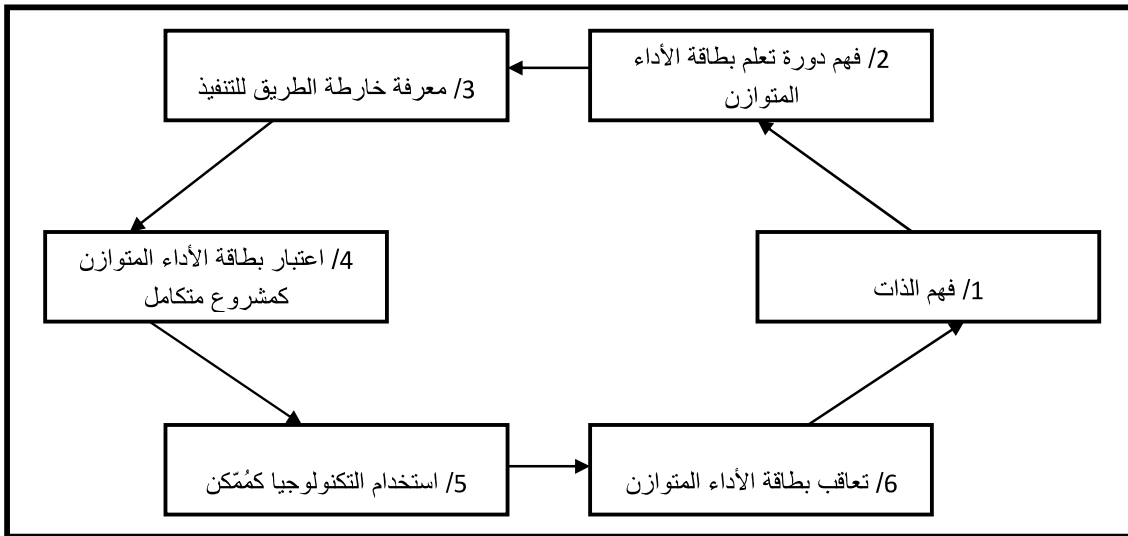 1/ فهم الذات
2/ فهم دورة تعلم بطاقة الأداء
المتوازن
3/ معرفة خارطة الطريق للتنفيذ
4/ اعتبار بطاقة الأداء المتوازن
كمشروع متكامل
5/ استخدام التكنولوجيا كمُمّكن
6/ تعاقب بطاقة الأداء المتوازن